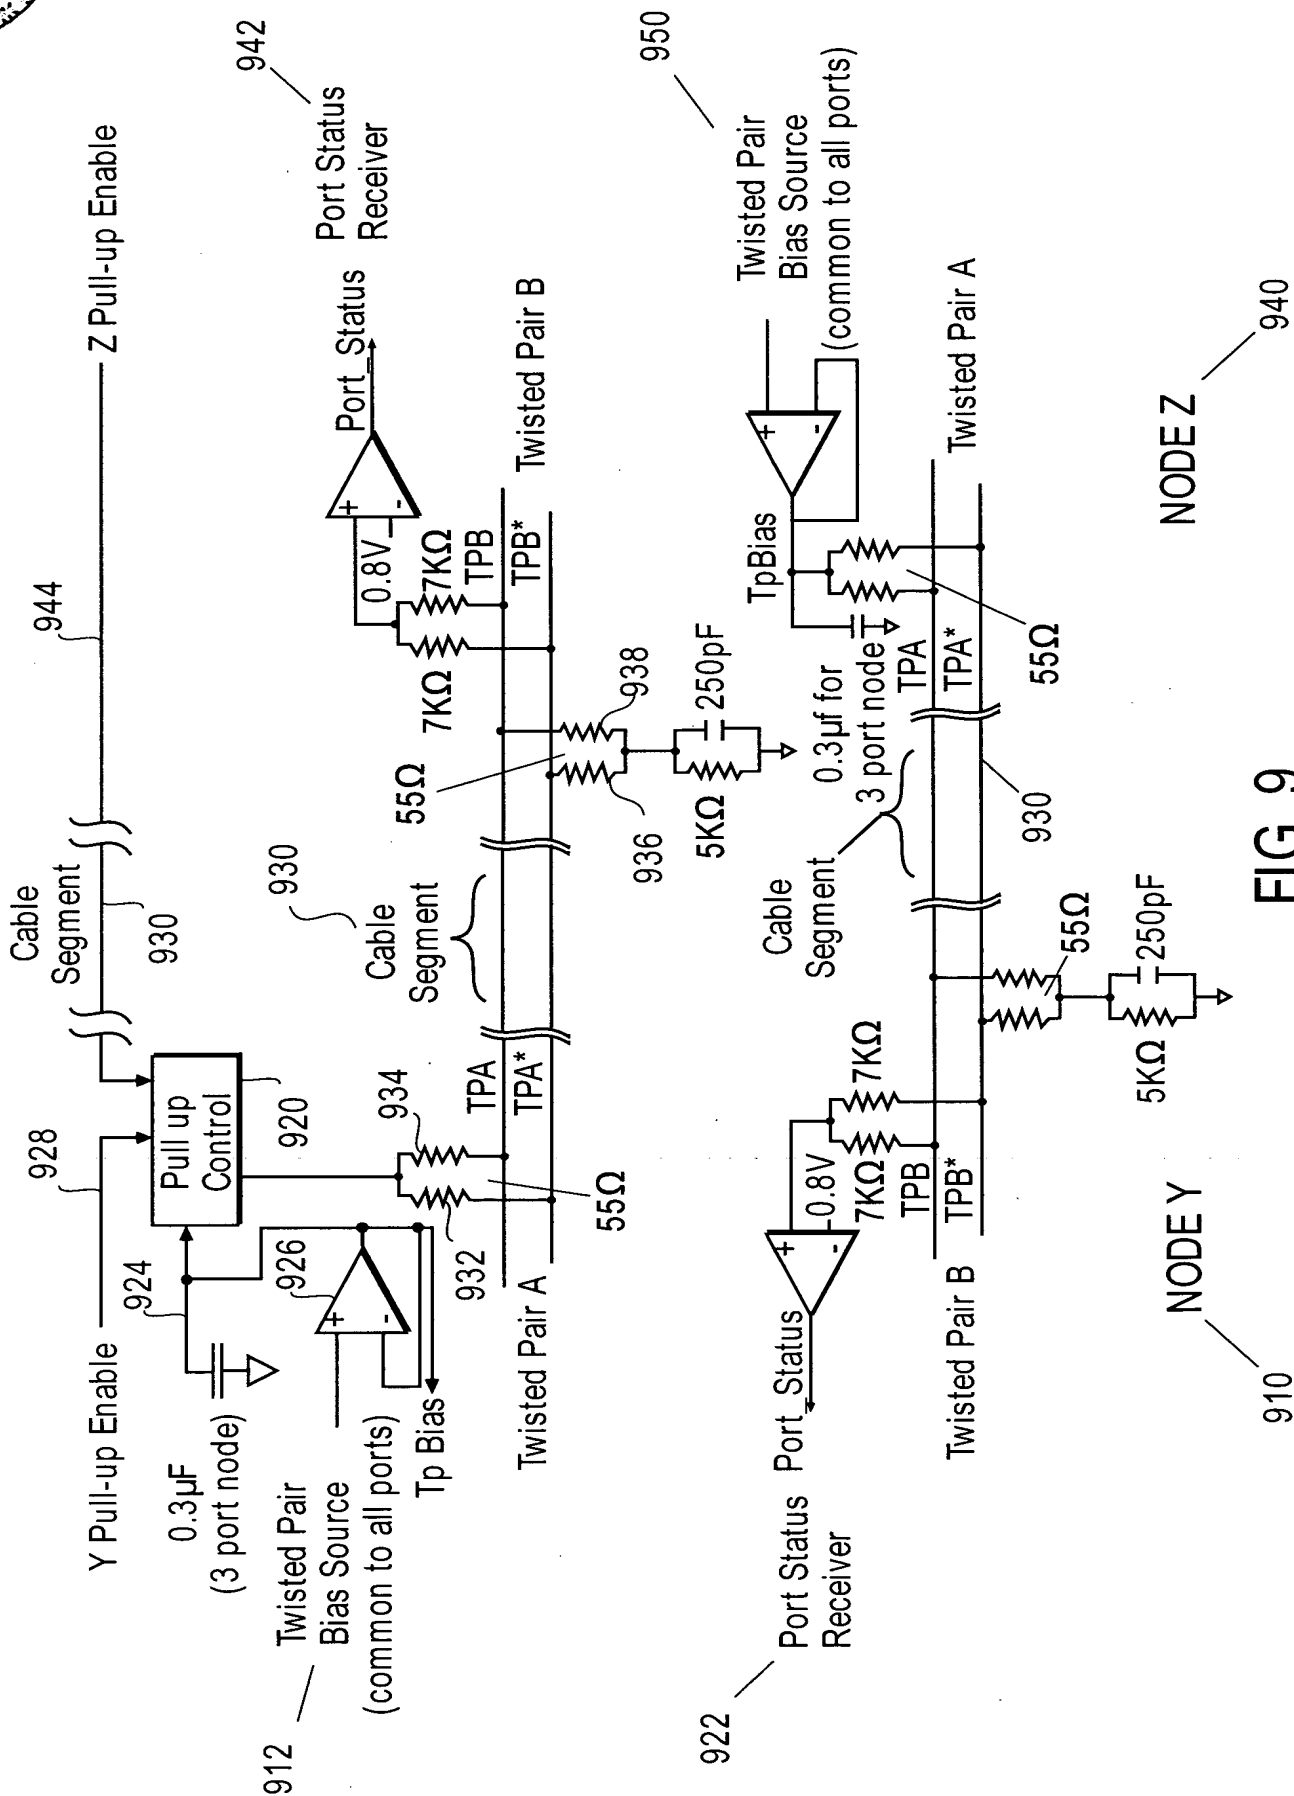 Cable
Segment
930
944
Z Pull-up Enable
Y Pull-up Enable
928
924
Pull up
Control
920
0.3µF
(3 port node)
912
Twisted Pair
Bias Source
(common to all ports)
Tp Bias
926
+
-
932
934
55Ω
Twisted Pair A
TPA
TPA*
930
Cable
Segment
55Ω
936
938
5KΩ
250pF
7KΩ
7KΩ
0.8V
+
-
Port_Status
942
Port Status
Receiver
TPB
TPB*
Twisted Pair B
922
Port Status
Receiver
Port_Status
+
-
0.8V
7KΩ
7KΩ
TPB
TPB*
Twisted Pair B
55Ω
5KΩ
250pF
Cable
Segment
930
0.3µf for
3 port node
TPA
TPA*
55Ω
TpBias
+
-
950
Twisted Pair
Bias Source
(common to all ports)
Twisted Pair A
NODE Y
910
NODE Z
940
FIG 9